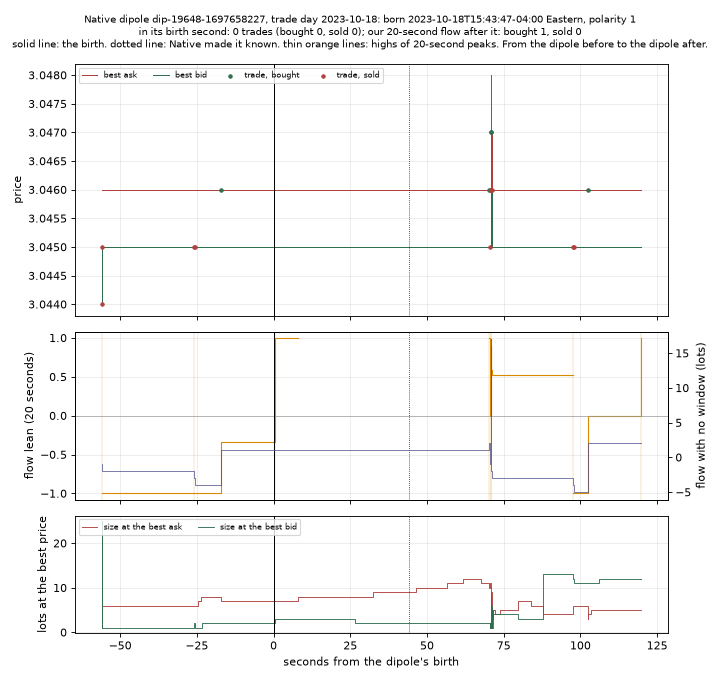 Native dipole dip-19648-1697658227, trade day 2023-10-18: born 2023-10-18T15:43:47-04:00 Eastern, polarity 1
in its birth second: 0 trades (bought 0, sold 0); our 20-second flow after it: bought 1, sold 0
solid line: the birth. dotted line: Native made it known. thin orange lines: highs of 20-second peaks. From the dipole before to the dipole after.
best ask best bid trade, bought trade, sold
3.0480
3.0475
3.0470
3.0465
3.0460
3.0455
3.0450
3.0445
3.0440
price
1.0
0.5
0.0
−0.5
−1.0
flow lean (20 seconds)
15
10
5
0
−5
flow with no window (lots)
size at the best ask size at the best bid
20
10
0
lots at the best price
−50 −25 0 25 50 75 100 125
seconds from the dipole's birth